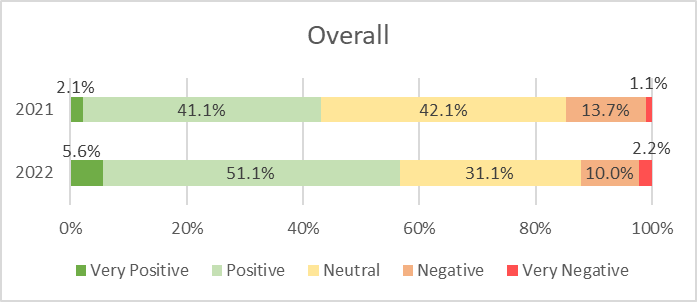 Overall
2.1% 1.1%
2021 41.1% 42.1% 13.7%
5.6% 2.2%
2022 51.1% 31.1% 10.0%
0% 20% 40% 60% 80% 100%
Very Positive Positive Neutral Negative Very Negative